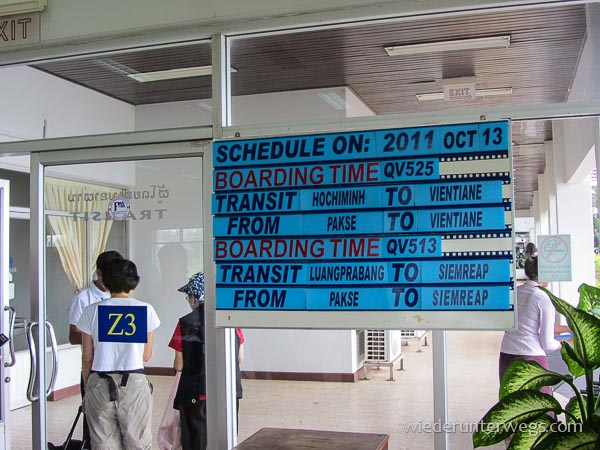 EXIT
EXIT
SCHEDULE ON: 2011 OCT 13
BOARDING TIME QV525
TRANSIT HOCHIMINH TO VIENTIANE
FROM PAKSE TO VIENTIANE
BOARDING TIME QV513
TRANSIT LUANGPRABANG TO SIEMREAP
FROM PAKSE TO SIEMREAP
TRANSIT
Z3
wiederunterwegs.com